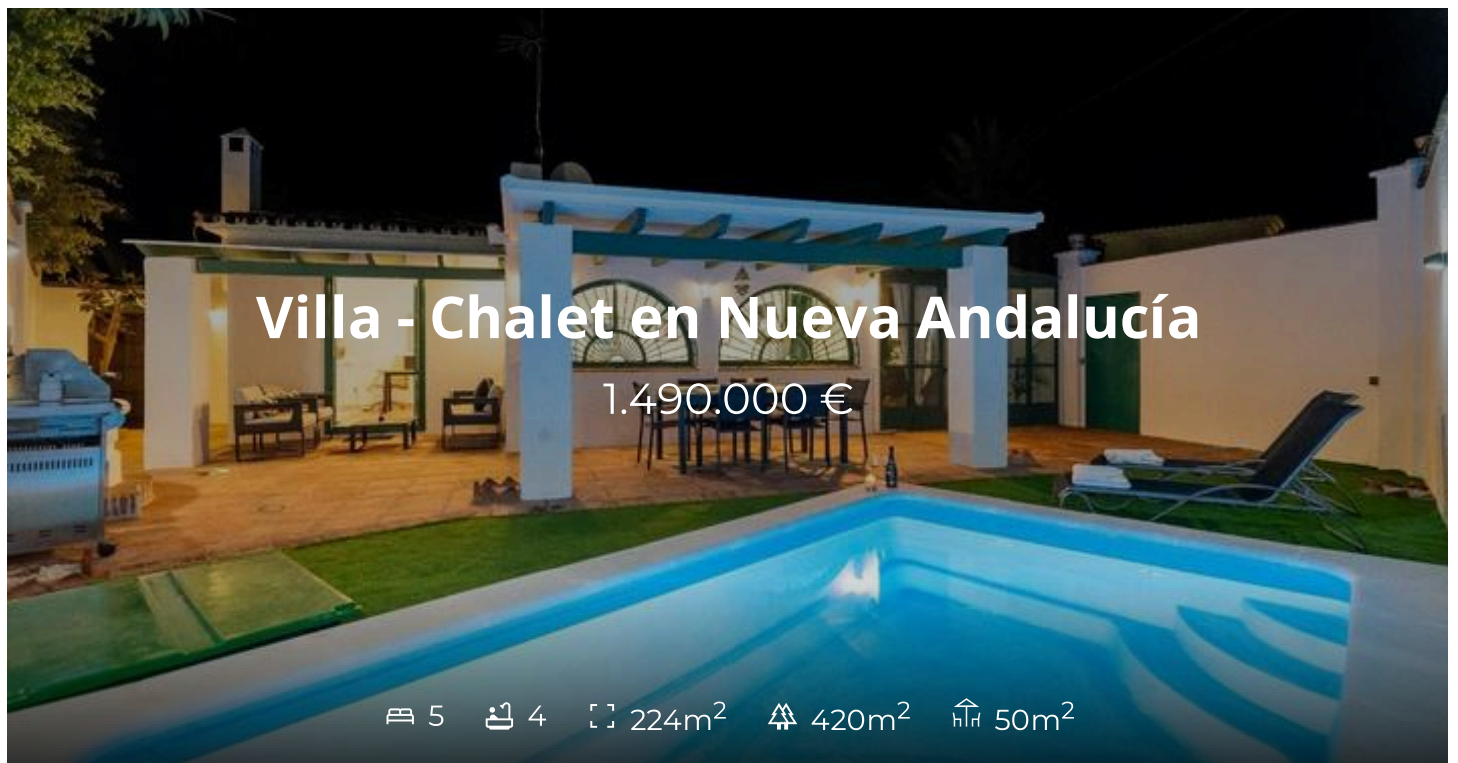 Villa - Chalet en Nueva Andalucía
1.490.000 €
5 4 224m² 420m² 50m²